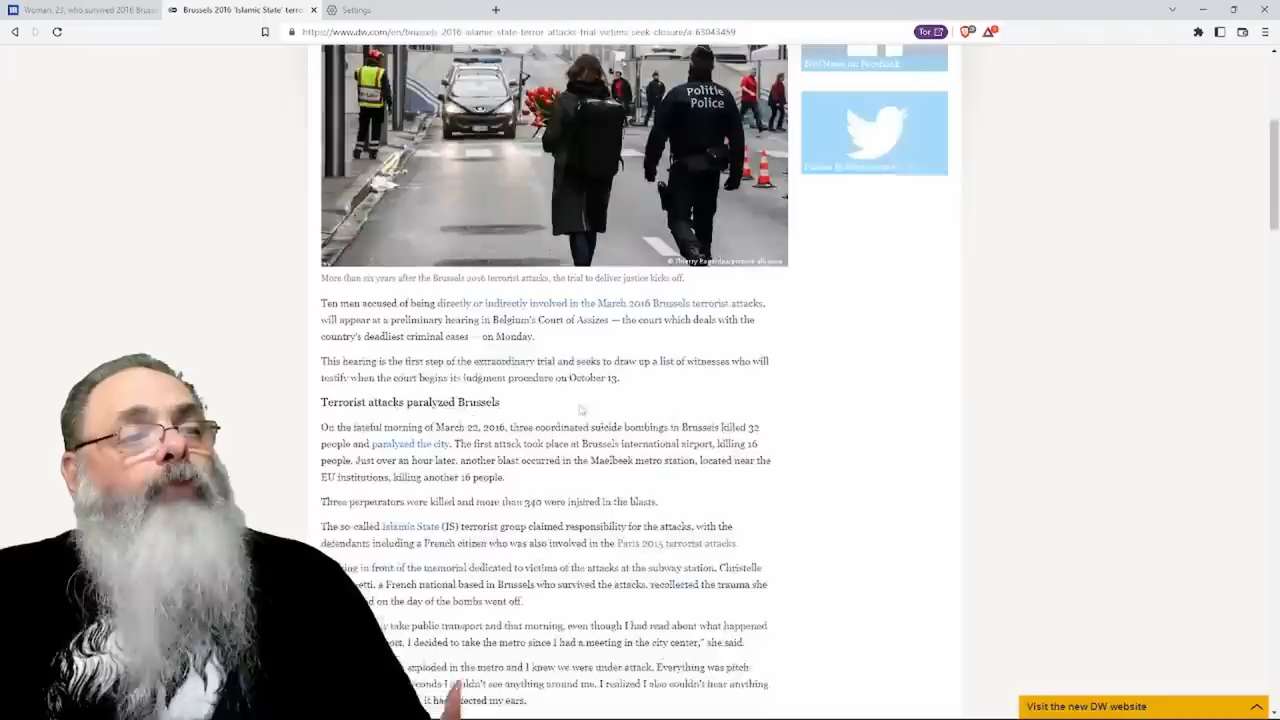 Woman, 23, who survived 2016 Brusse
Brussels 2016 'Islamic State' terro
Settings
https://www.dw.com/en/brussels-2016-islamic-state-terror-attacks-trial-victims-seek-closure/a-63043459
Tor
Politie
Police
DW News on Facebook
More than six years after the Brussels 2016 terrorist attacks, the trial to deliver justice kicks off.
Ten men accused of being directly or indirectly involved in the March 2016 Brussels terrorist attacks,
will appear at a preliminary hearing in Belgium's Court of Assizes — the court which deals with the
country's deadliest criminal cases — on Monday.
This hearing is the first step of the extraordinary trial and seeks to draw up a list of witnesses who will
testify when the court begins its judgment procedure on October 13.
Terrorist attacks paralyzed Brussels
On the fateful morning of March 22, 2016, three coordinated suicide bombings in Brussels killed 32
people and paralyzed the city. The first attack took place at Brussels international airport, killing 16
people. Just over an hour later, another blast occurred in the Maelbeek metro station, located near the
EU institutions, killing another 16 people.
Three perpetrators were killed and more than 340 were injured in the blasts.
The so-called Islamic State (IS) terrorist group claimed responsibility for the attacks, with the
defendants including a French citizen who was also involved in the Paris 2015 terrorist attacks.
ing in front of the memorial dedicated to victims of the attacks at the subway station, Christelle
etti, a French national based in Brussels who survived the attacks, recollected the trauma she
d on the day of the bombs went off.
take public transport and that morning, even though I had read about what happened
ort, I decided to take the metro since I had a meeting in the city center," she said.
exploded in the metro and I knew we were under attack. Everything was pitch
onds I couldn't see anything around me. I realized I also couldn't hear anything
it had affected my ears.
Visit the new DW website